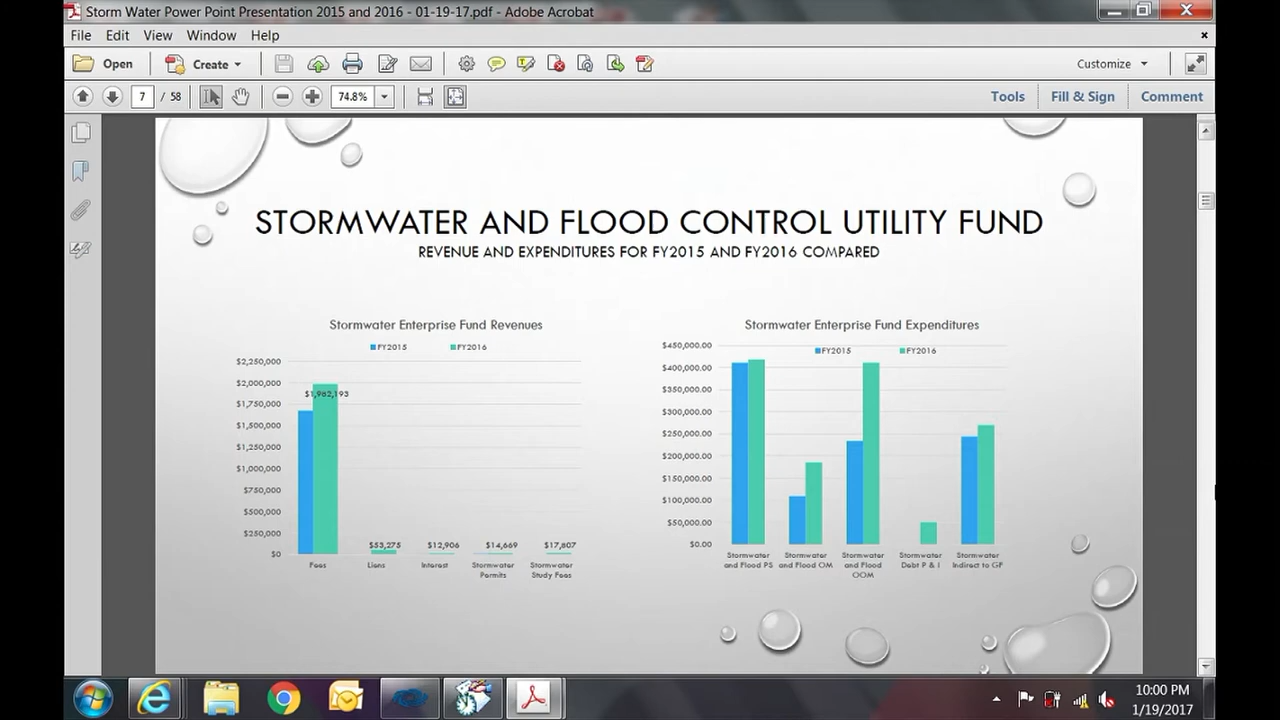 Storm Water Power Point Presentation 2015 and 2016 - 01-19-17.pdf - Adobe Acrobat
File Edit View Window Help
Open Create Customize
7 / 58 74.8% Tools Fill & Sign Comment
STORMWATER AND FLOOD CONTROL UTILITY FUND
REVENUE AND EXPENDITURES FOR FY2015 AND FY2016 COMPARED
Stormwater Enterprise Fund Revenues
FY2015 FY2016
$2,250,000
$2,000,000
$1,982,193
$1,750,000
$1,500,000
$1,250,000
$1,000,000
$750,000
$500,000
$250,000
$53,275 $12,906 $14,669 $17,807
$0
Fees Liens Interest Stormwater Stormwater
Permits Study Fees
Stormwater Enterprise Fund Expenditures
$450,000.00
FY2015 FY2016
$400,000.00
$350,000.00
$300,000.00
$250,000.00
$200,000.00
$150,000.00
$100,000.00
$50,000.00
$0.00
Stormwater Stormwater Stormwater Stormwater Stormwater
and Flood PS and Flood OM and Flood Debt P & I Indirect to GF
OOM
10:00 PM
1/19/2017